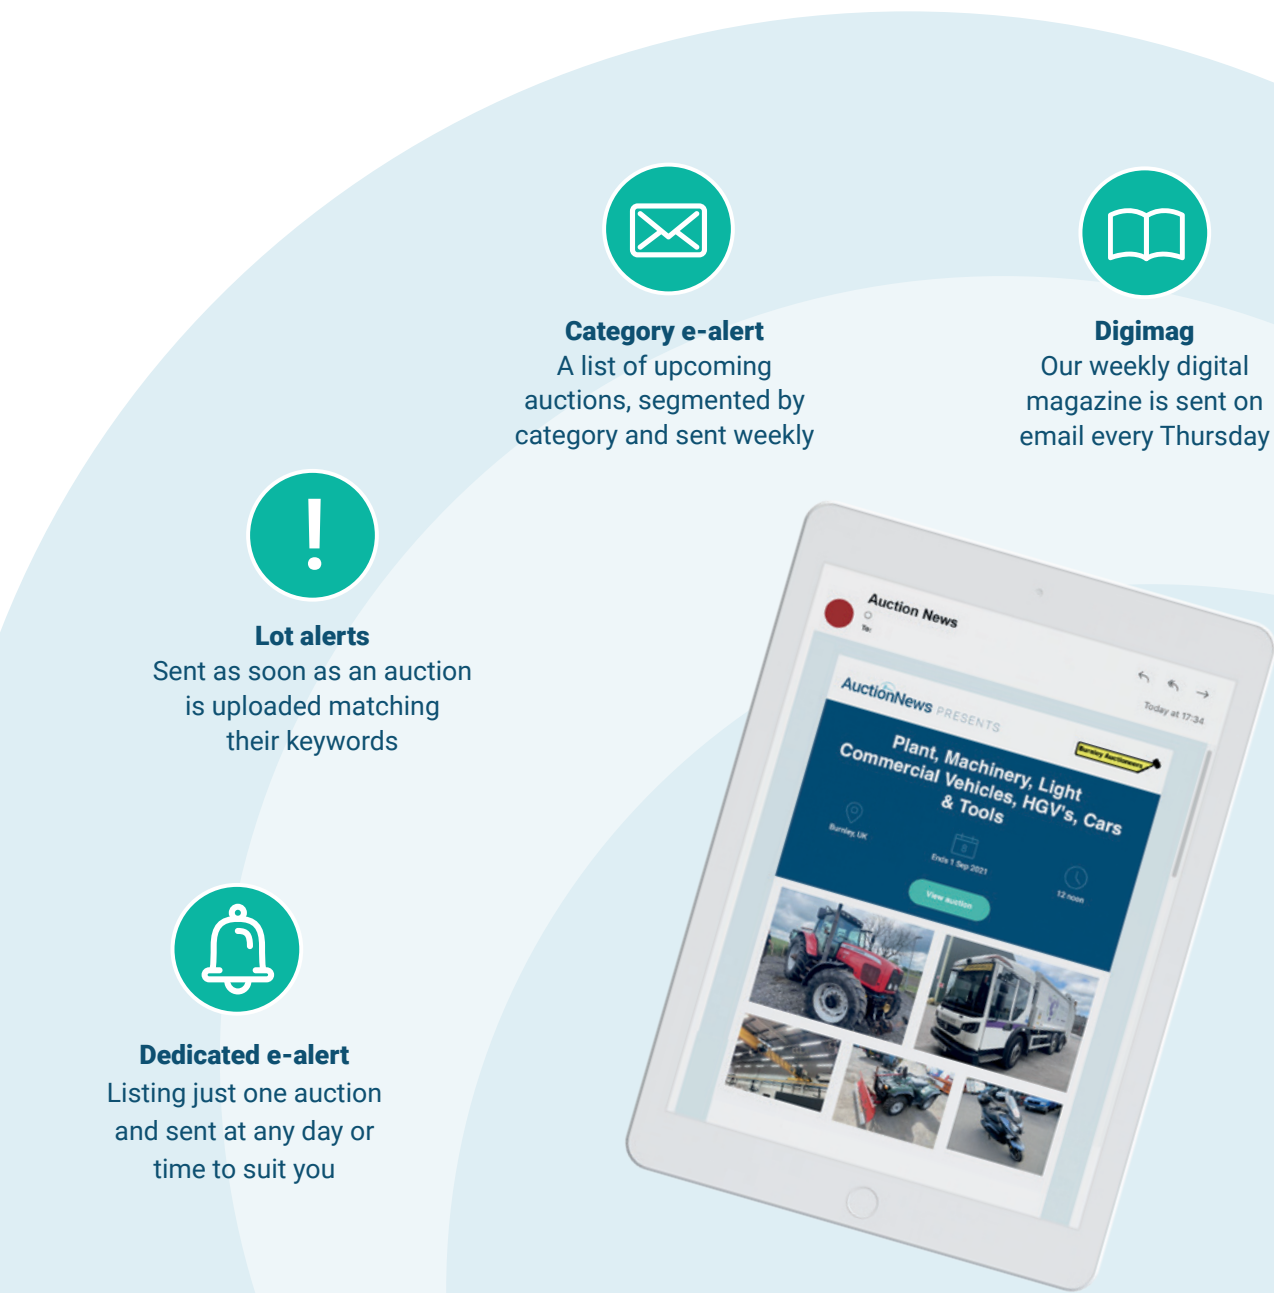 Category e-alert
A list of upcoming
auctions, segmented by
category and sent weekly
Digimag
Our weekly digital
magazine is sent on
email every Thursday
!
Lot alerts
Sent as soon as an auction
is uploaded matching
their keywords
Dedicated e-alert
Listing just one auction
and sent at any day or
time to suit you
Auction News
To:
Today at 17:34
AuctionNews PRESENTS
Burnley Auctioneers
Plant, Machinery, Light
Commercial Vehicles, HGV's, Cars
& Tools
Burnley, UK
8
Ends 1 Sep 2021
12 noon
View auction